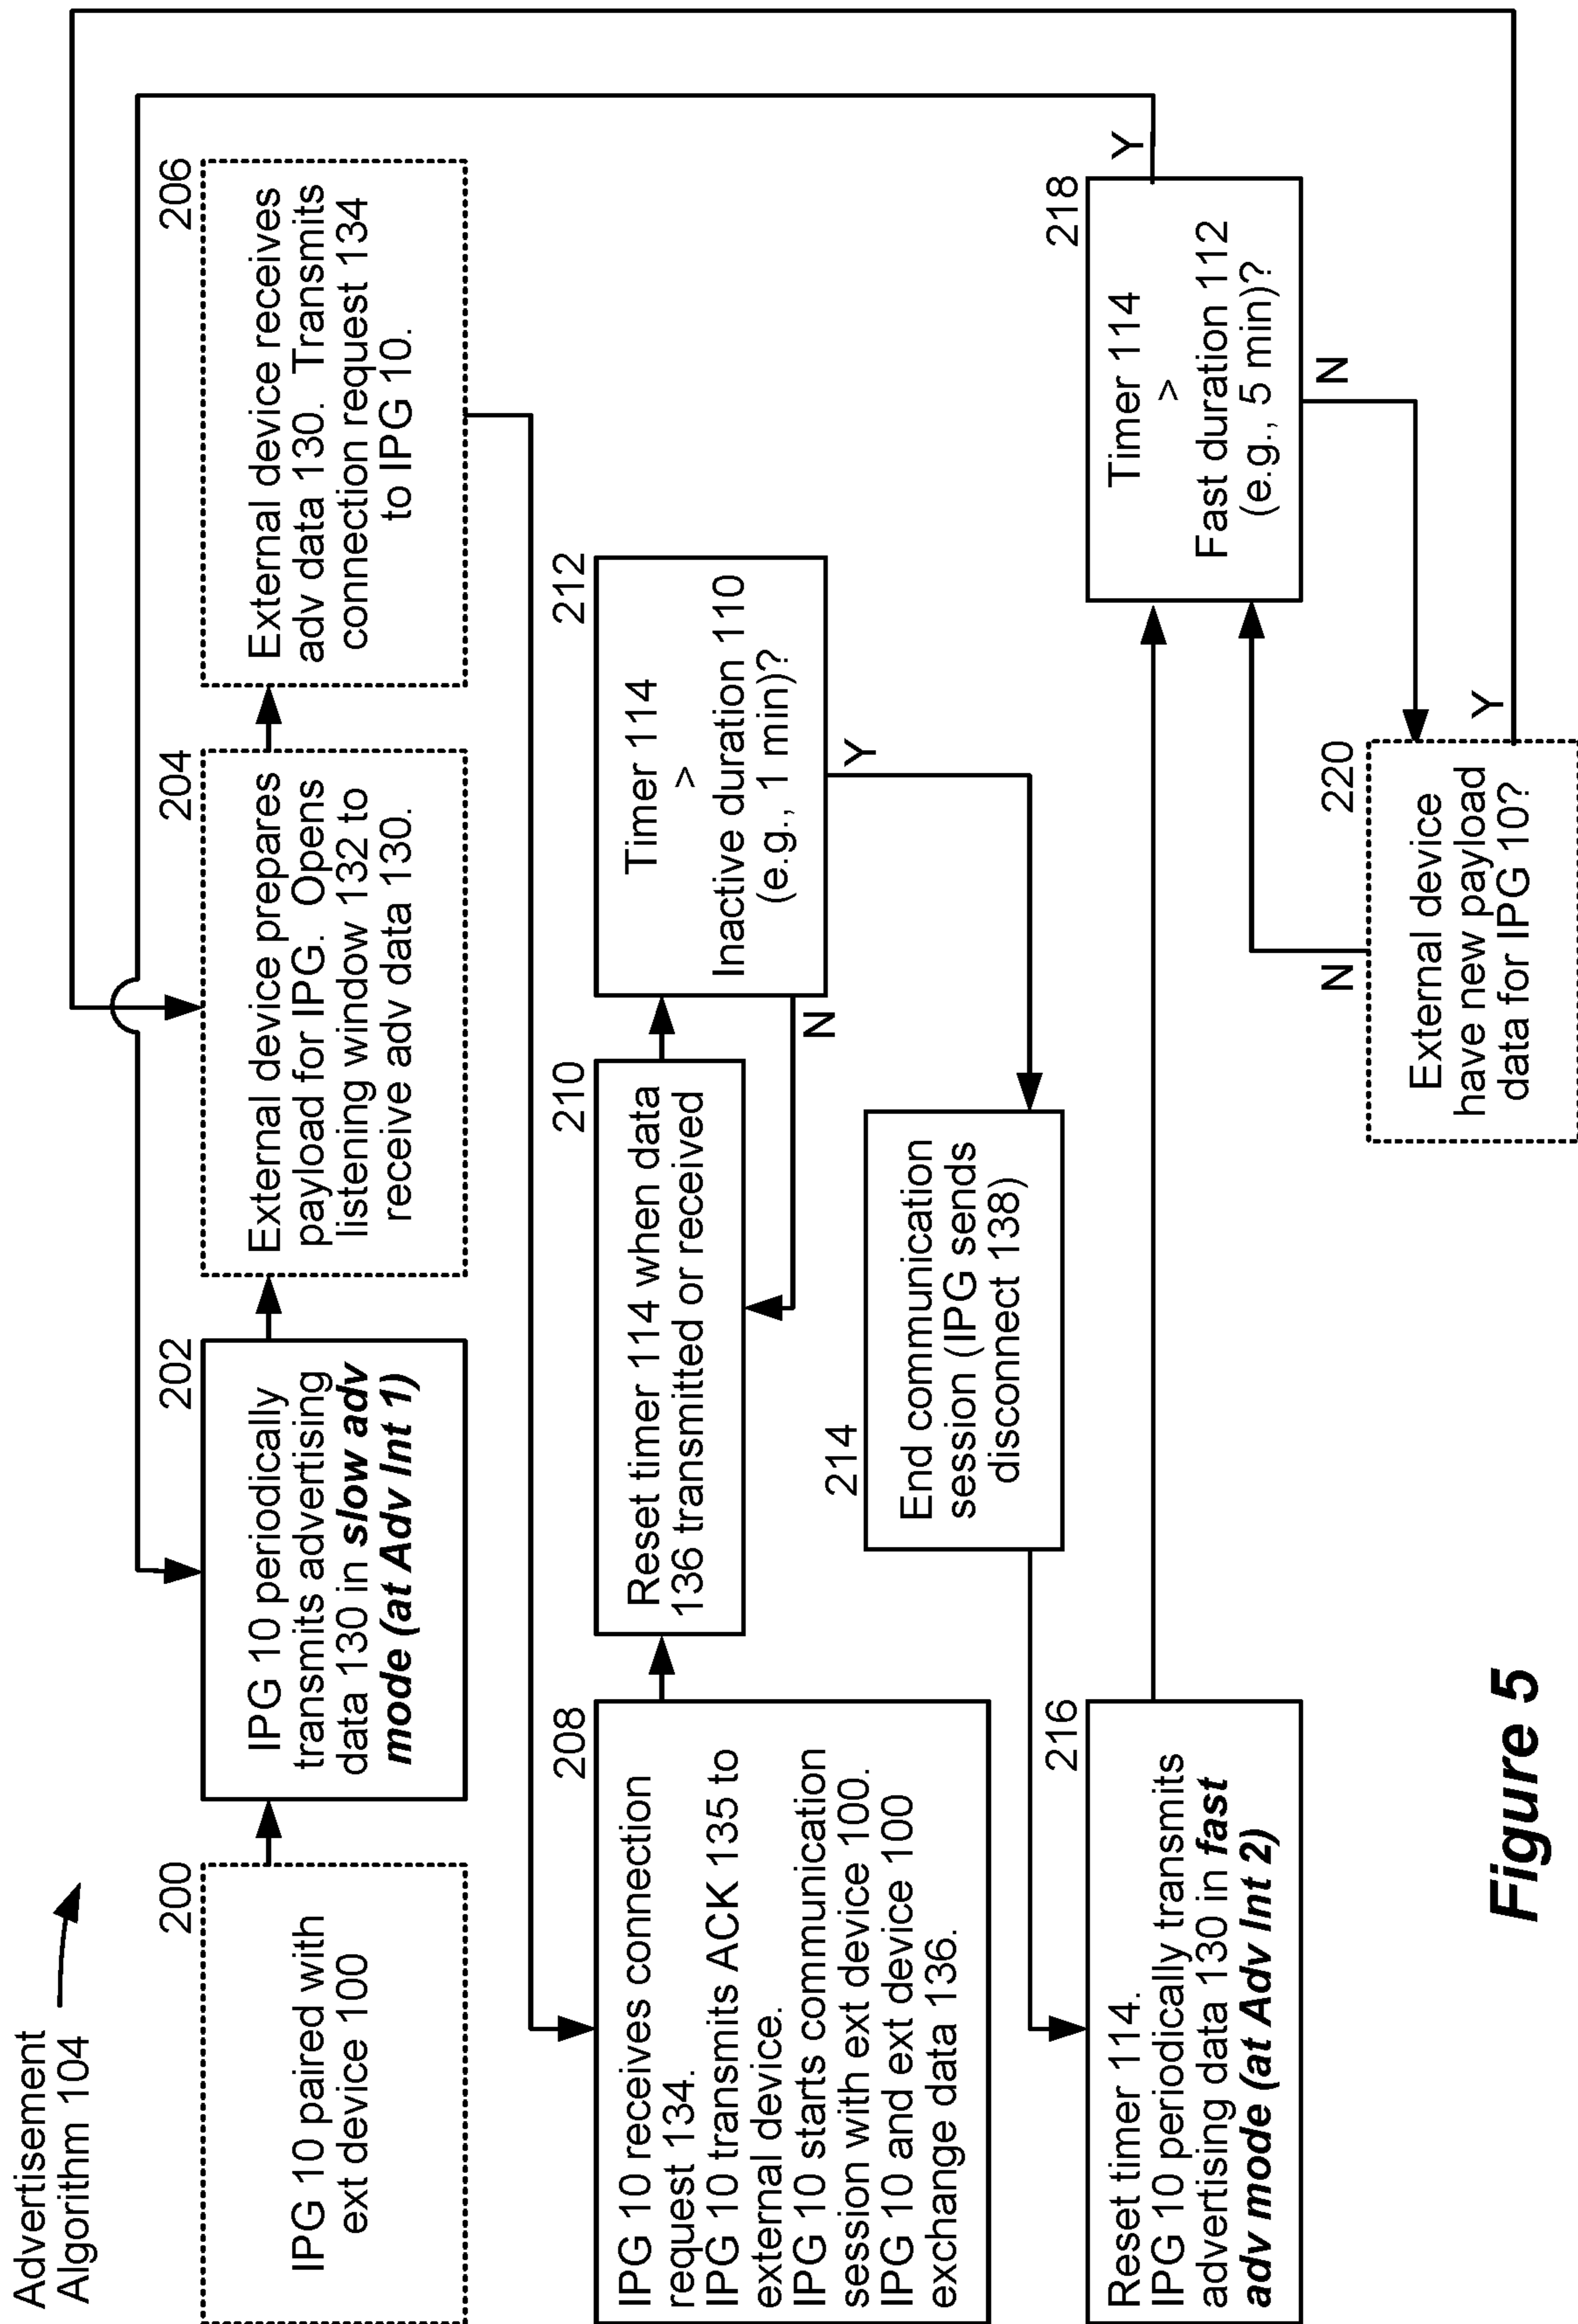 Advertisement
Algorithm 104
200
IPG 10 paired with
ext device 100
202
IPG 10 periodically
transmits advertising
data 130 in slow adv
mode (at Adv Int 1)
204
External device prepares
payload for IPG. Opens
listening window 132 to
receive adv data 130.
206
External device receives
adv data 130. Transmits
connection request 134
to IPG 10.
208
IPG 10 receives connection
request 134.
IPG 10 transmits ACK 135 to
external device.
IPG 10 starts communication
session with ext device 100.
IPG 10 and ext device 100
exchange data 136.
210
Reset timer 114 when data
136 transmitted or received
212
Timer 114
>
Inactive duration 110
(e.g., 1 min)?
N
Y
214
End communication
session (IPG sends
disconnect 138)
216
Reset timer 114.
IPG 10 periodically transmits
advertising data 130 in fast
adv mode (at Adv Int 2)
218
Timer 114
>
Fast duration 112
(e.g., 5 min)?
Y
N
220
External device
have new payload
data for IPG 10?
N
Y
Figure 5